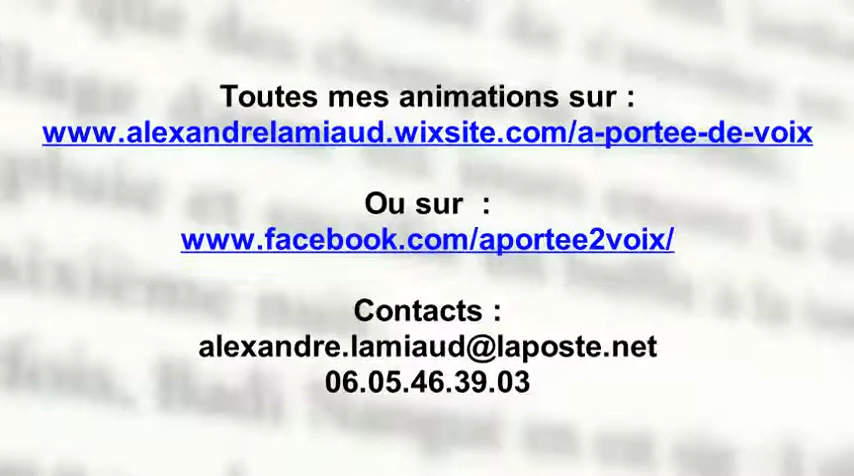 Toutes mes animations sur :
www.alexandrelamiaud.wixsite.com/a-portee-de-voix
Ou sur :
www.facebook.com/aportee2voix/
Contacts :
alexandre.lamiaud@laposte.net
06.05.46.39.03